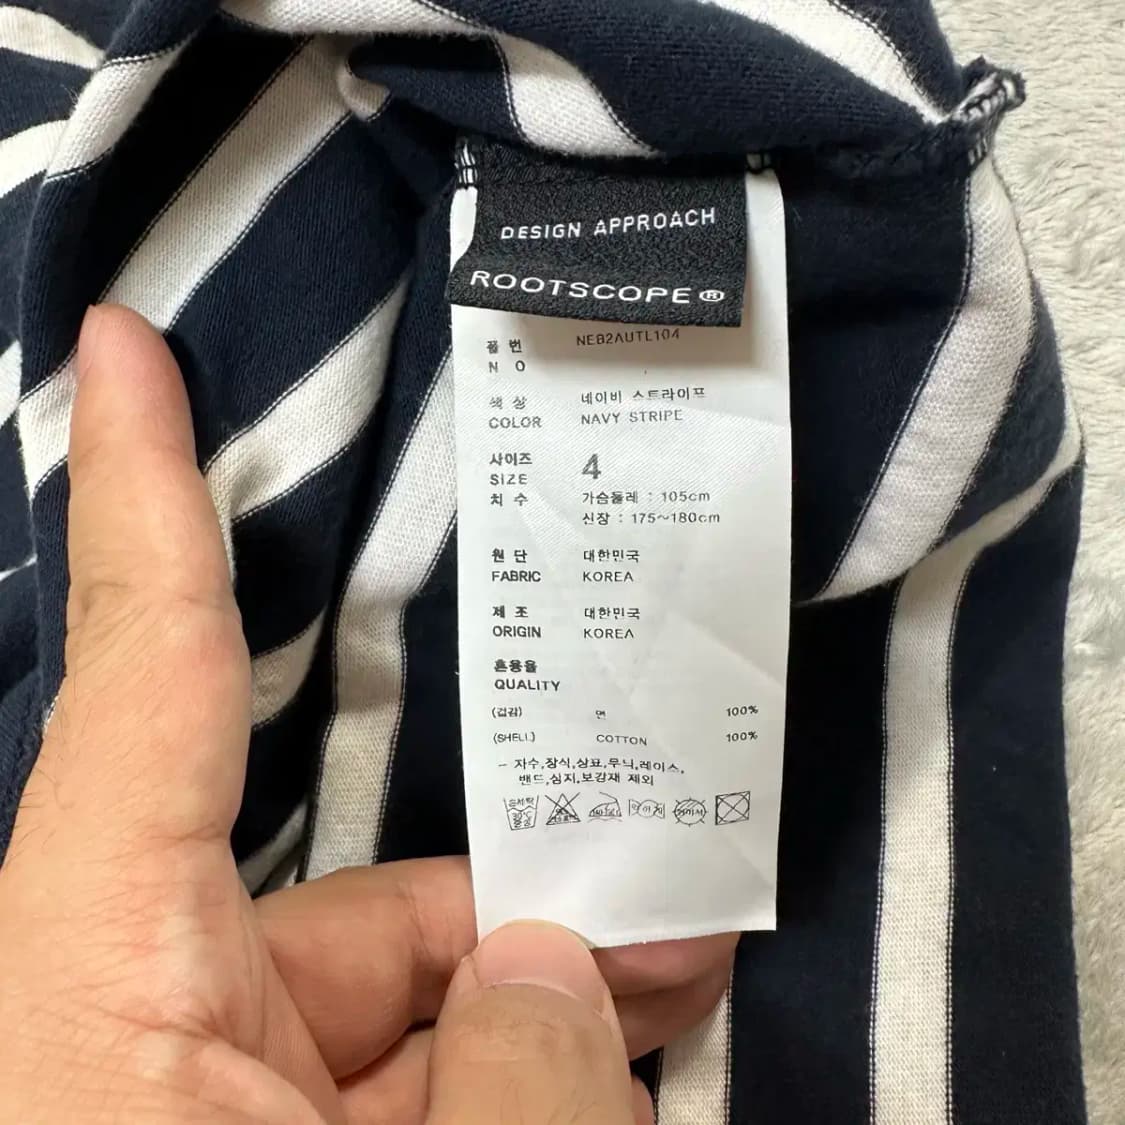 DESIGN APPROACH
ROOTSCOPE®
품 번 NEB2AUTL104
N O
색 상 네이비 스트라이프
COLOR NAVY STRIPE
사이즈 4
SIZE
치 수 가슴둘레 : 105cm
신장 : 175~180cm
원 단 대한민국
FABRIC KOREA
제 조 대한민국
ORIGIN KOREA
혼용율
QUALITY
(겉감) 면 100%
(SHELL) COTTON 100%
- 자수,장식,상표,무늬,레이스,
밴드,심지,보강재 제외
손세탁
30℃